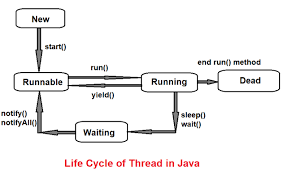 New
start()
run()
end run() method
Runnable
Running
Dead
yield()
notify()
notifyAll()
sleep()
wait()
Waiting
Life Cycle of Thread in Java